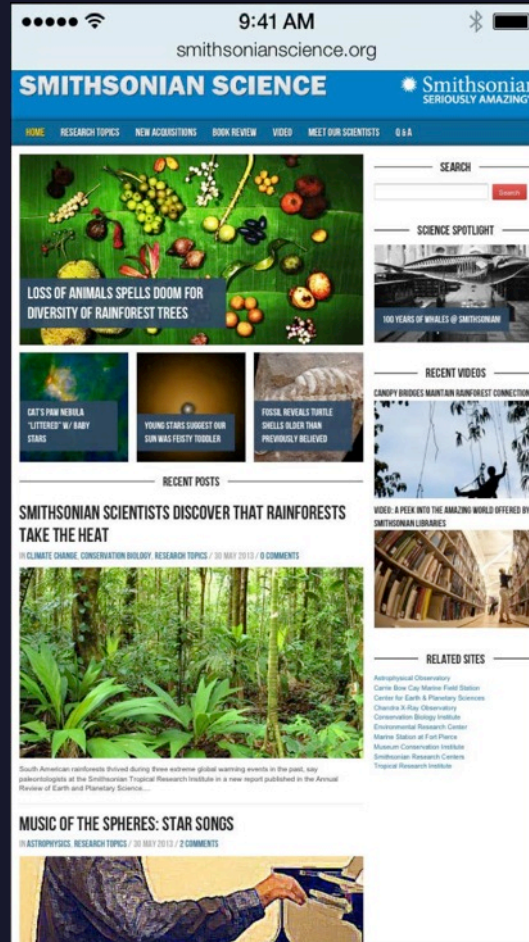 9:41 AM
smithsonianscience.org
SMITHSONIAN SCIENCE
Smithsonian
SERIOUSLY AMAZING
HOME RESEARCH TOPICS NEW ACQUISITIONS BOOK REVIEW VIDEO MEET OUR SCIENTISTS Q & A
LOSS OF ANIMALS SPELLS DOOM FOR
DIVERSITY OF RAINFOREST TREES
CAT'S PAW NEBULA
"LITTERED" W/ BABY
STARS
YOUNG STARS SUGGEST OUR
SUN WAS FEISTY TODDLER
FOSSIL REVEALS TURTLE
SHELLS OLDER THAN
PREVIOUSLY BELIEVED
RECENT POSTS
SMITHSONIAN SCIENTISTS DISCOVER THAT RAINFORESTS
TAKE THE HEAT
IN CLIMATE CHANGE, CONSERVATION BIOLOGY, RESEARCH TOPICS / 30 MAY 2013 / 0 COMMENTS
South American rainforests thrived during three extreme global warming events in the past, say
paleontologists at the Smithsonian Tropical Research Institute in a new report published in the Annual
Review of Earth and Planetary Science....
MUSIC OF THE SPHERES: STAR SONGS
IN ASTROPHYSICS, RESEARCH TOPICS / 30 MAY 2013 / 2 COMMENTS
SEARCH
Search
SCIENCE SPOTLIGHT
100 YEARS OF WHALES @ SMITHSONIAN!
RECENT VIDEOS
CANOPY BRIDGES MAINTAIN RAINFOREST CONNECTION
VIDEO: A PEEK INTO THE AMAZING WORLD OFFERED BY
SMITHSONIAN LIBRARIES
RELATED SITES
Astrophysical Observatory
Carrie Bow Cay Marine Field Station
Center for Earth & Planetary Sciences
Chandra X-Ray Observatory
Conservation Biology Institute
Environmental Research Center
Marine Station at Fort Pierce
Museum Conservation Institute
Smithsonian Research Centers
Tropical Research Institute